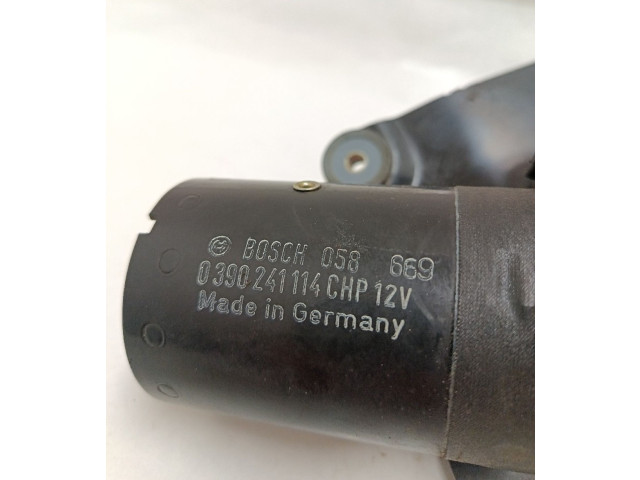 BOSCH 058 669
0 390 241 114 CHP 12V
Made in Germany